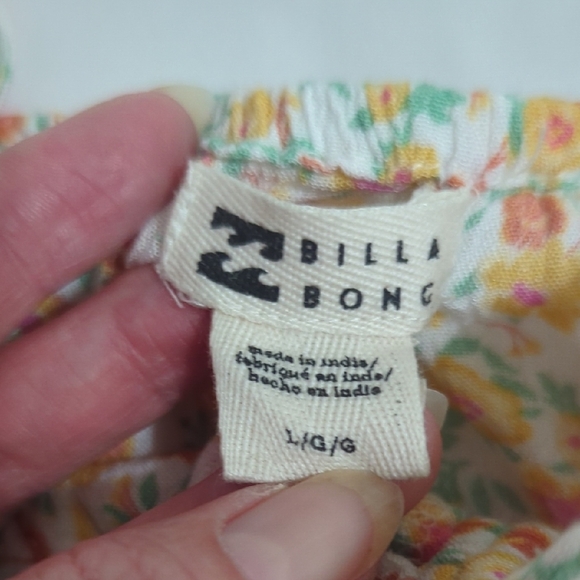 BILLA
BONG
made in india/
fabriqué en inde/
hecho en india
L/G/G